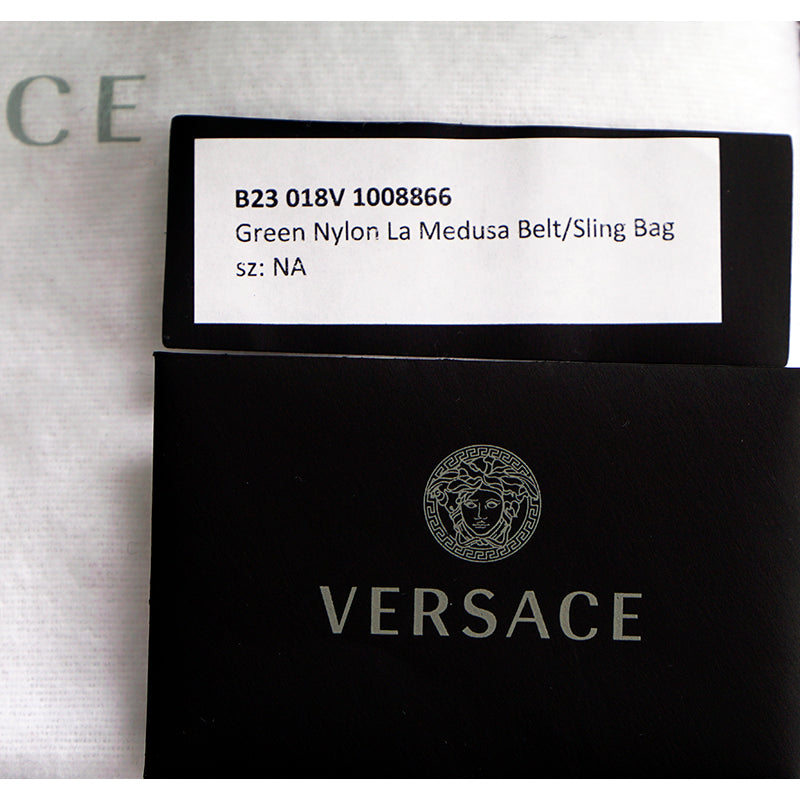 CE
B23 018V 1008866
Green Nylon La Medusa Belt/Sling Bag
sz: NA
VERSACE